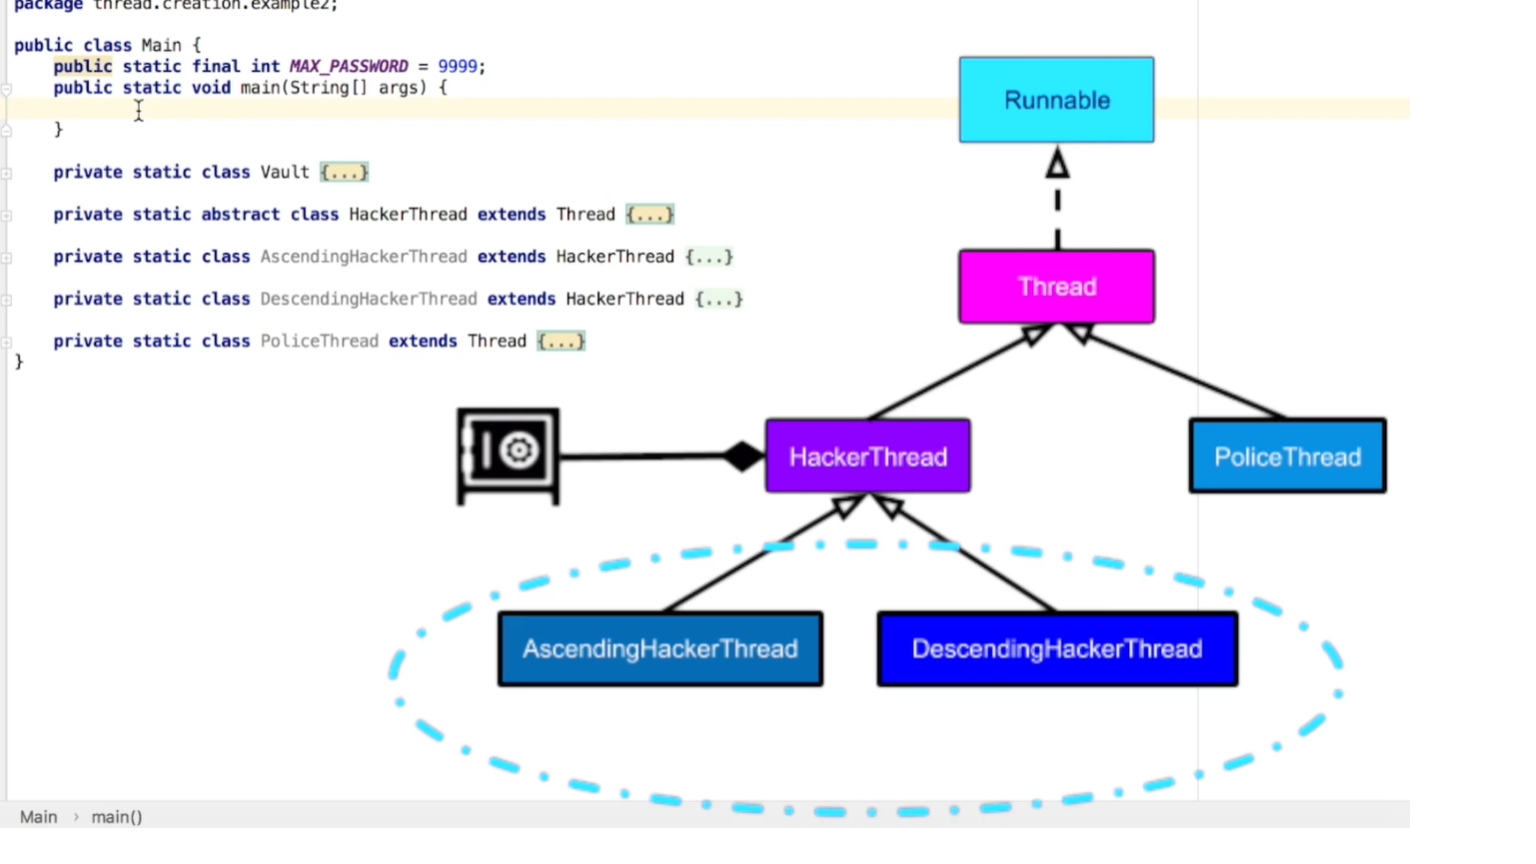 package thread.creation.example2;
public class Main {
public static final int MAX_PASSWORD = 9999;
public static void main(String[] args) {
}
private static class Vault {...}
private static abstract class HackerThread extends Thread {...}
private static class AscendingHackerThread extends HackerThread {...}
private static class DescendingHackerThread extends HackerThread {...}
private static class PoliceThread extends Thread {...}
}
Runnable
Thread
HackerThread
PoliceThread
AscendingHackerThread
DescendingHackerThread
Main › main()